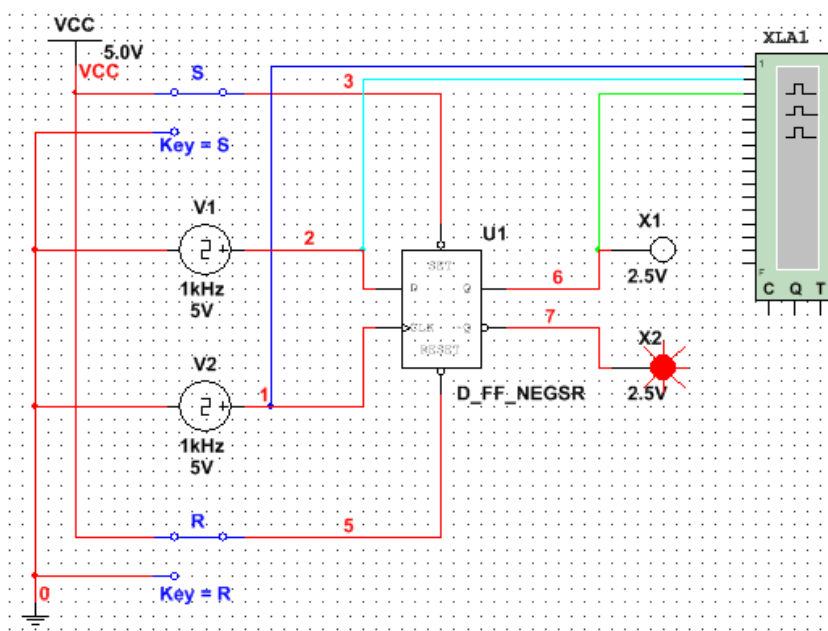 VCC
XLA1
5.0V
VCC
S
3
1
Key = S
V1
2
U1
X1
SET
1kHz
5V
D
Q
6
2.5V
F
C Q T
7
CLK
Q
X2
RESET
V2
1
D_FF_NEGSR
2.5V
1kHz
5V
R
5
0
Key = R